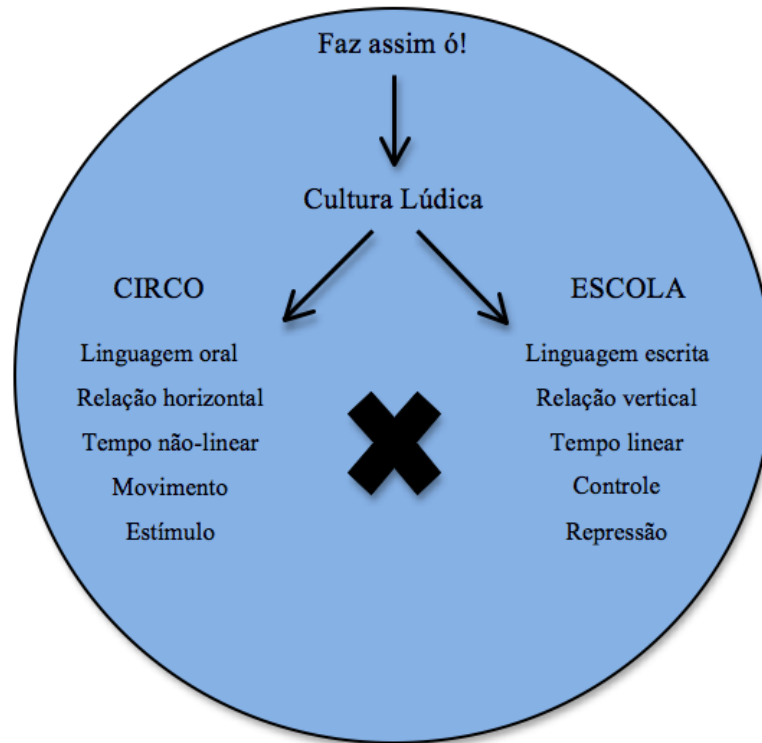 Faz assim ó!
Cultura Lúdica
CIRCO
Linguagem oral
Relação horizontal
Tempo não-linear
Movimento
Estímulo
ESCOLA
Linguagem escrita
Relação vertical
Tempo linear
Controle
Repressão